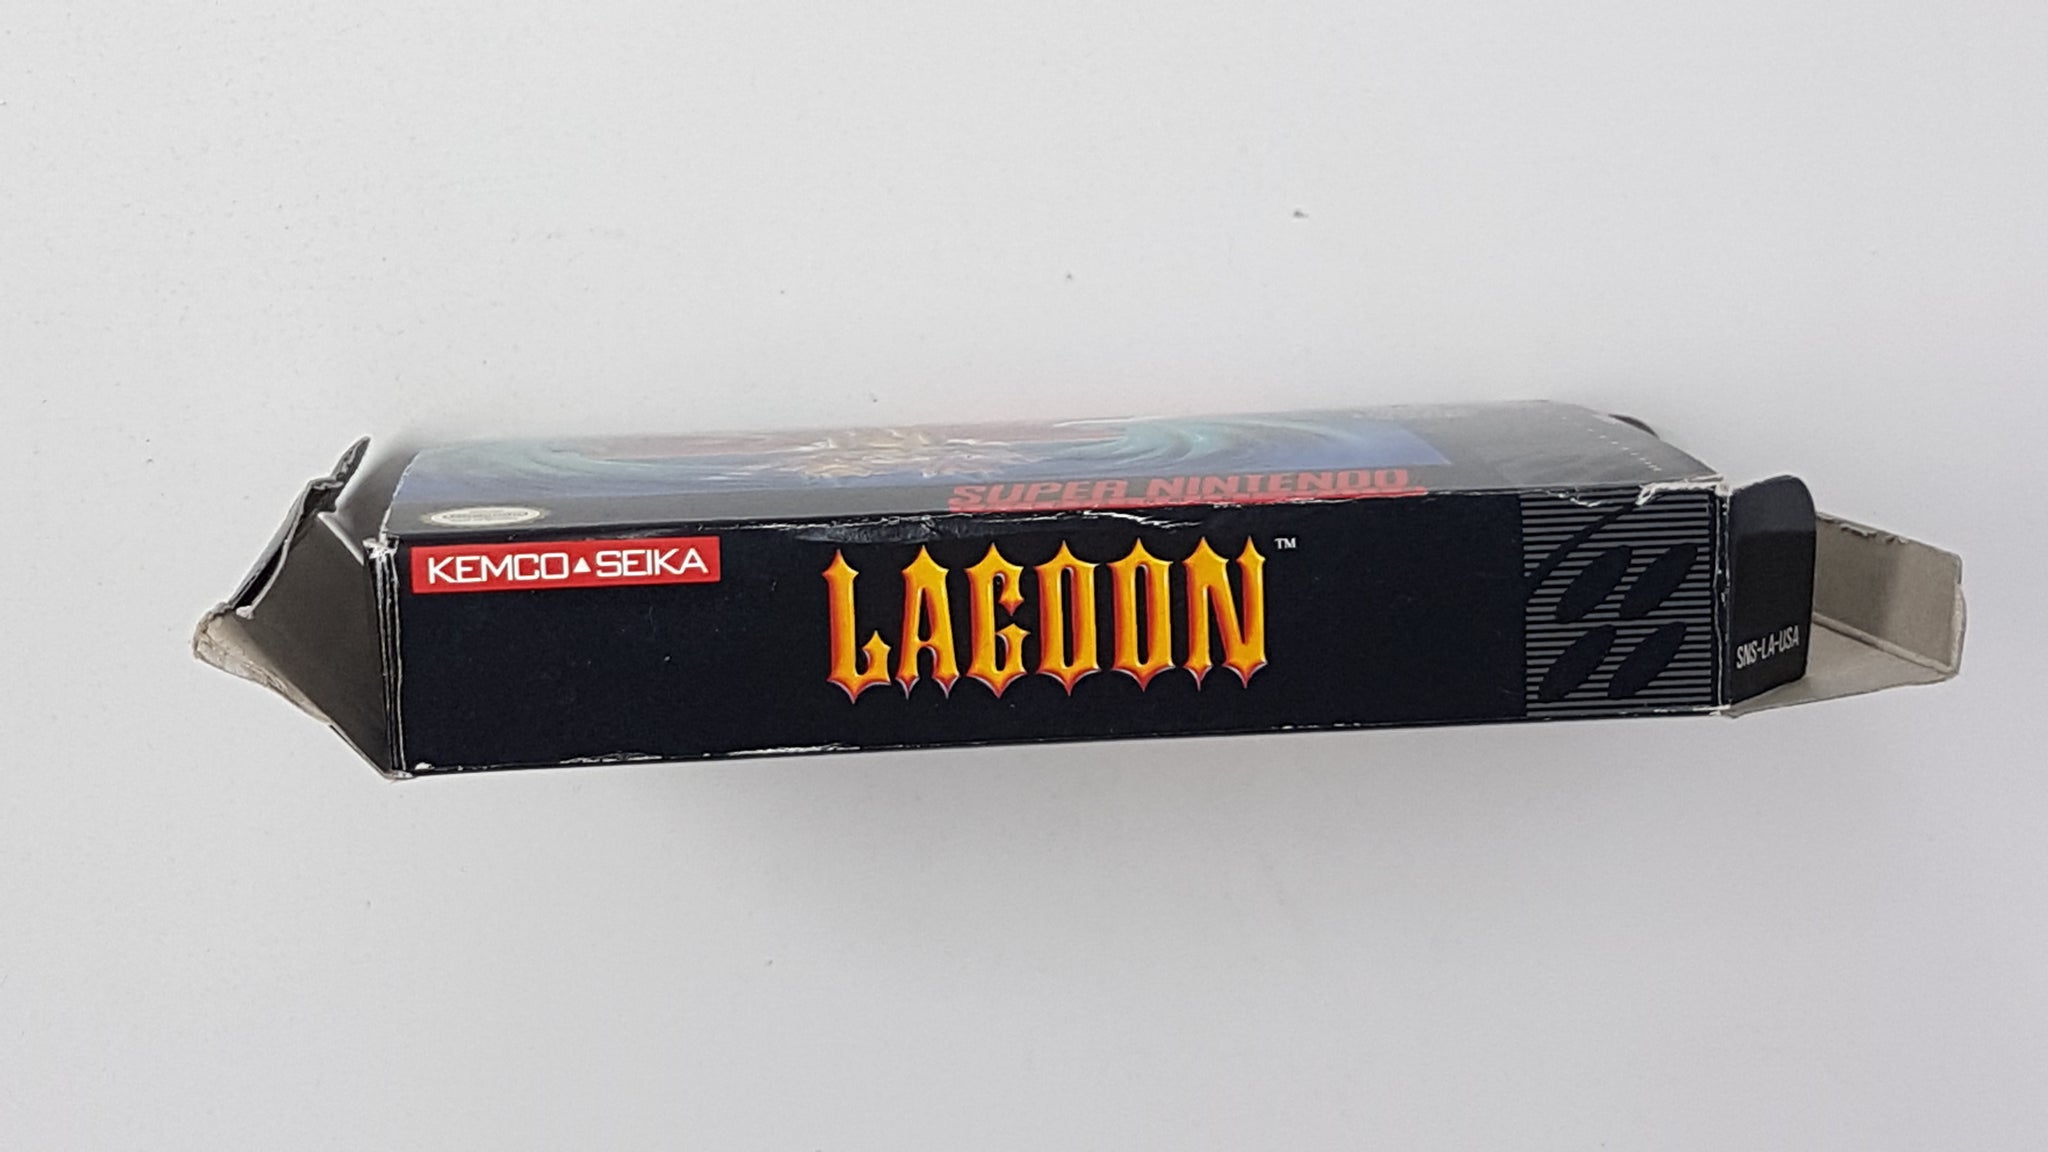 SUPER NINTENDO
KEMCO▲SEIKA
LAGOON™
SNS-LA-USA